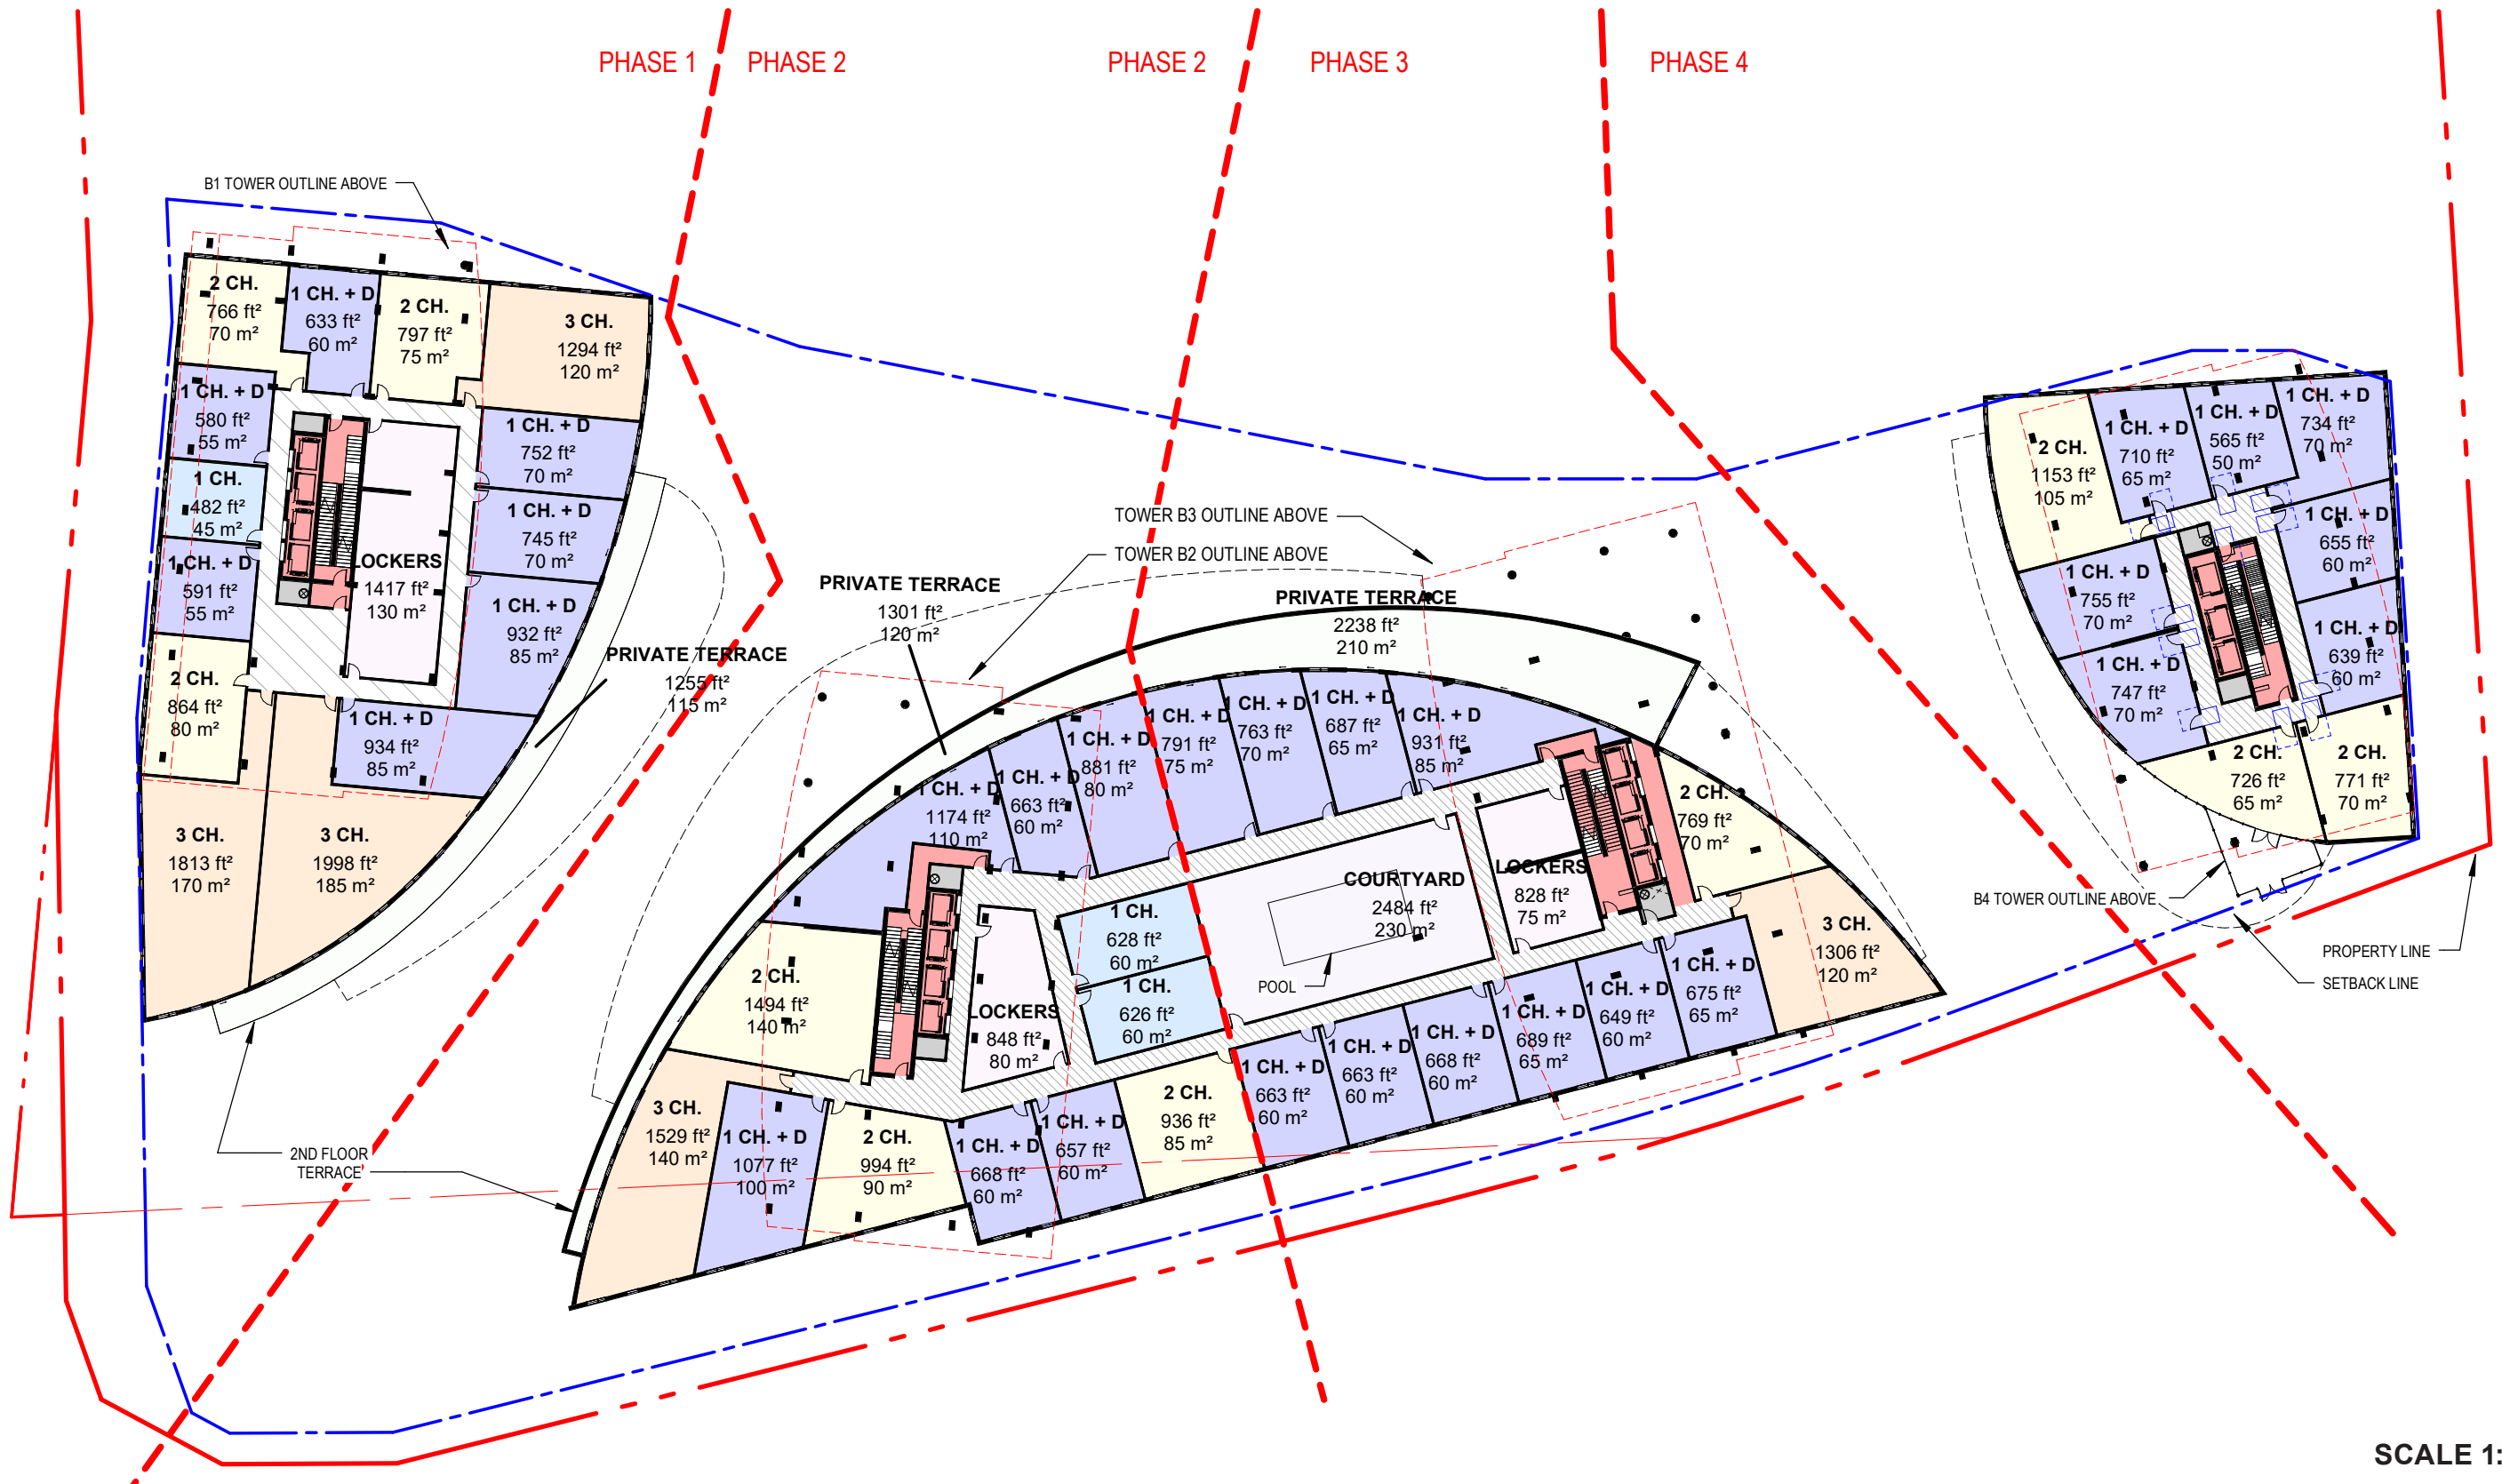 PHASE 1
PHASE 2
PHASE 2
PHASE 3
PHASE 4
B1 TOWER OUTLINE ABOVE
2 CH.
766 ft²
70 m²
1 CH. + D
633 ft²
60 m²
2 CH.
797 ft²
75 m²
3 CH.
1294 ft²
120 m²
1 CH. + D
580 ft²
55 m²
1 CH.
482 ft²
45 m²
1 CH. + D
591 ft²
55 m²
2 CH.
864 ft²
80 m²
LOCKERS
1417 ft²
130 m²
1 CH. + D
752 ft²
70 m²
1 CH. + D
745 ft²
70 m²
1 CH. + D
932 ft²
85 m²
1 CH. + D
934 ft²
85 m²
3 CH.
1813 ft²
170 m²
3 CH.
1998 ft²
185 m²
PRIVATE TERRACE
1255 ft²
115 m²
2ND FLOOR
TERRACE
TOWER B3 OUTLINE ABOVE
TOWER B2 OUTLINE ABOVE
PRIVATE TERRACE
1301 ft²
120 m²
PRIVATE TERRACE
2238 ft²
210 m²
1 CH. + D
1174 ft²
110 m²
1 CH. + D
663 ft²
60 m²
1 CH. + D
881 ft²
80 m²
1 CH. + D
791 ft²
75 m²
1 CH. + D
763 ft²
70 m²
1 CH. + D
687 ft²
65 m²
1 CH. + D
931 ft²
85 m²
2 CH.
769 ft²
70 m²
3 CH.
1306 ft²
120 m²
LOCKERS
828 ft²
75 m²
COURTYARD
2484 ft²
230 m²
POOL
1 CH.
628 ft²
60 m²
1 CH.
626 ft²
60 m²
LOCKERS
848 ft²
80 m²
2 CH.
1494 ft²
140 m²
3 CH.
1529 ft²
140 m²
1 CH. + D
1077 ft²
100 m²
2 CH.
994 ft²
90 m²
1 CH. + D
668 ft²
60 m²
1 CH. + D
657 ft²
60 m²
2 CH.
936 ft²
85 m²
1 CH. + D
663 ft²
60 m²
1 CH. + D
663 ft²
60 m²
1 CH. + D
668 ft²
60 m²
1 CH. + D
689 ft²
65 m²
1 CH. + D
649 ft²
60 m²
1 CH. + D
675 ft²
65 m²
2 CH.
1153 ft²
105 m²
1 CH. + D
710 ft²
65 m²
1 CH. + D
565 ft²
50 m²
1 CH. + D
734 ft²
70 m²
1 CH. + D
655 ft²
60 m²
1 CH. + D
639 ft²
60 m²
1 CH. + D
755 ft²
70 m²
1 CH. + D
747 ft²
70 m²
2 CH.
726 ft²
65 m²
2 CH.
771 ft²
70 m²
B4 TOWER OUTLINE ABOVE
PROPERTY LINE
SETBACK LINE
SCALE 1: